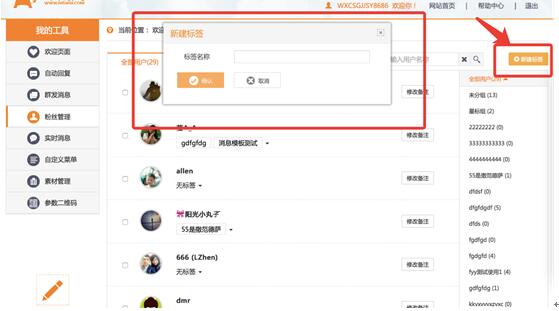 WXCSGJISY8686 欢迎你！ 网站首页 | 帮助中心 | 退出
我的工具
欢迎页面
自动回复
群发消息
粉丝管理
实时消息
自定义菜单
素材管理
参数二维码
当前位置：
新建标签
标签名称
确认
取消
全部用户(29)
输入用户名称
新建标签
修改备注
gdfgfdg 消息模板测试
修改备注
allen
无标签
修改备注
阳光小丸子
55是撒范德萨
修改备注
666 (LZhen)
无标签
修改备注
dmr
全部用户(29)
未分组 (13)
星标组 (2)
22222222 (0)
33333333333 (0)
4444444444 (0)
55是撒范德萨 (1)
dfdsf (0)
dfgfdgdf (5)
dfgfds (0)
fgdfgd (0)
fgdgfd (4)
fyy测试使用1 (4)
gdfgfdg (1)